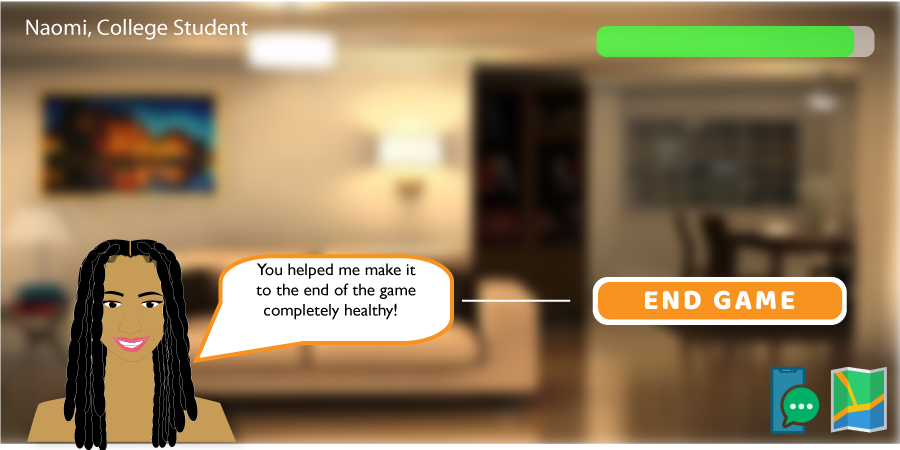 Naomi, College Student
You helped me make it
to the end of the game
completely healthy!
END GAME